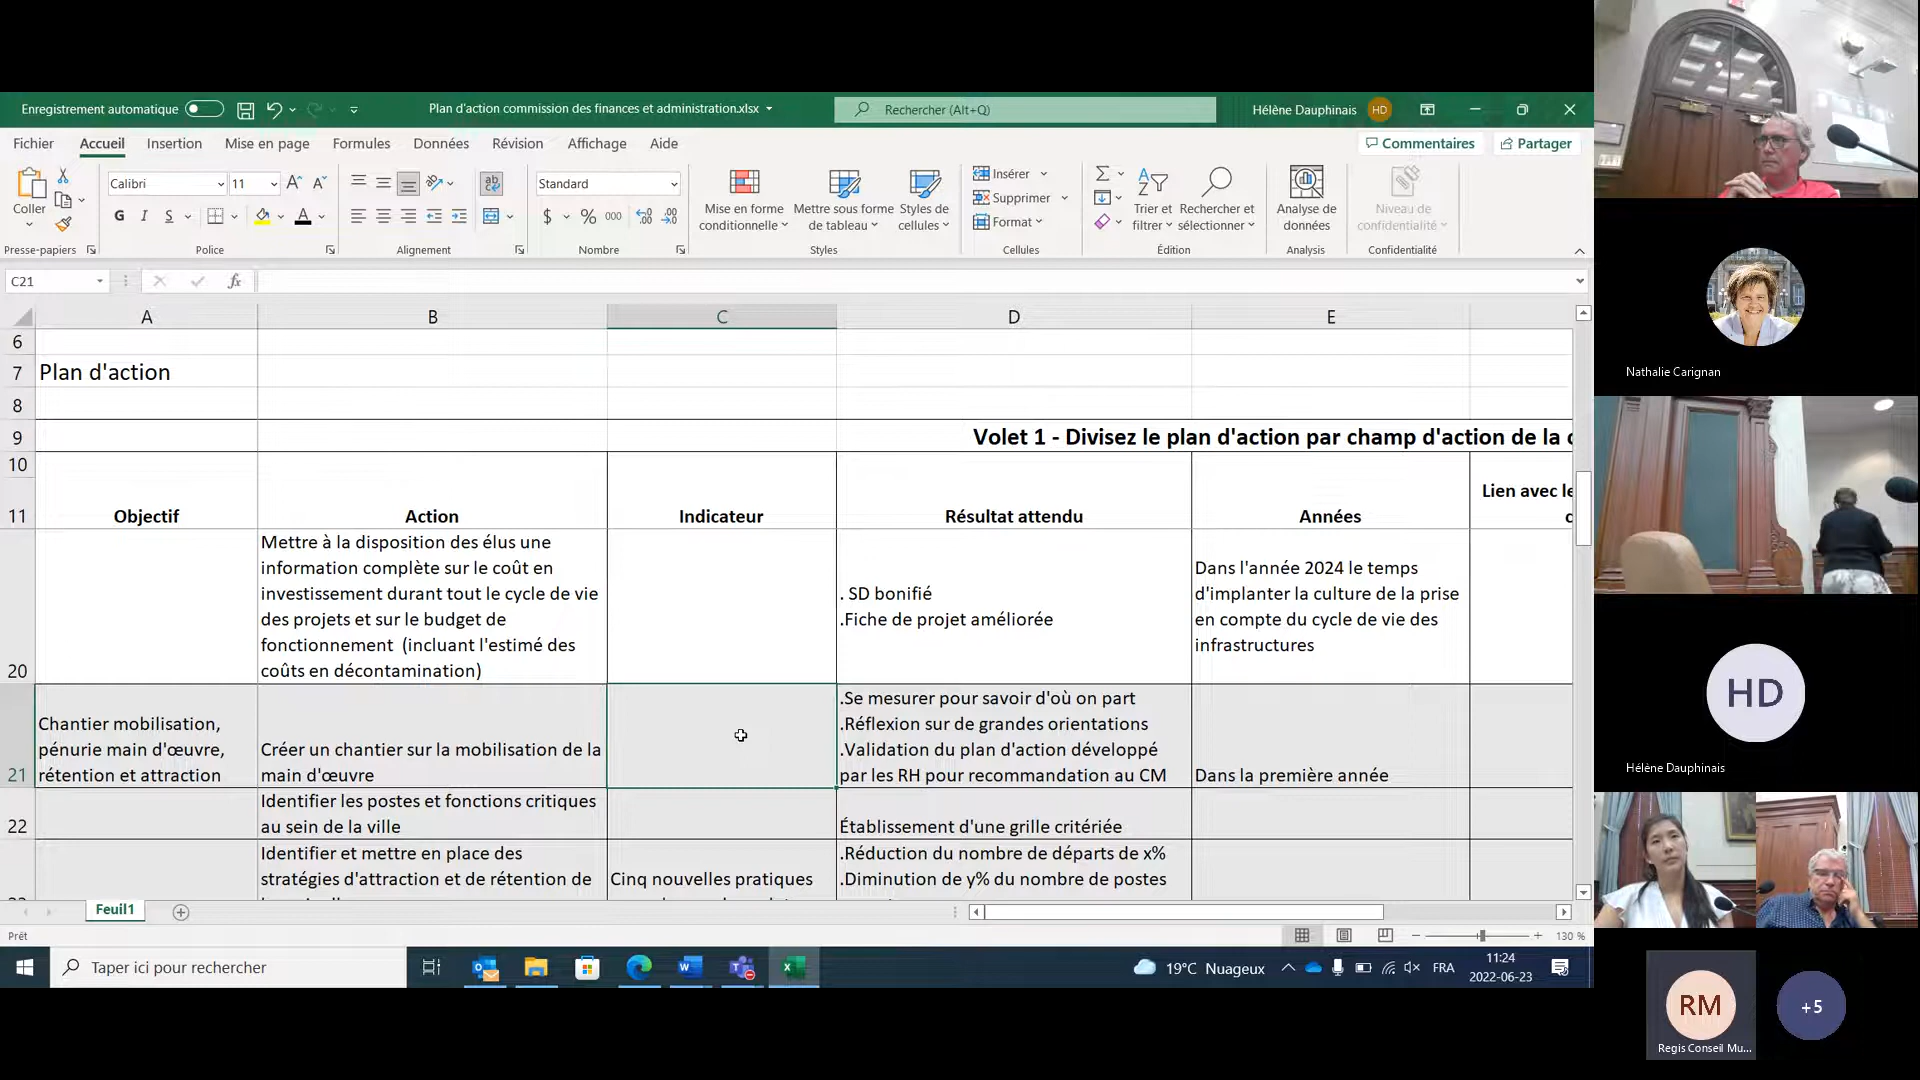 Enregistrement automatique
Plan d'action commission des finances et administration.xlsx
Rechercher (Alt+Q)
Hélène Dauphinais
HD
Fichier
Accueil
Insertion
Mise en page
Formules
Données
Révision
Affichage
Aide
Commentaires
Partager
Coller
Calibri
11
Standard
G
I
S
$
%
000
Mise en forme
conditionnelle
Mettre sous forme
de tableau
Styles de
cellules
Insérer
Supprimer
Format
Trier et
filtrer
Rechercher et
sélectionner
Analyse de
données
Niveau de
confidentialité
Presse-papiers
Police
Alignement
Nombre
Styles
Cellules
Édition
Analysis
Confidentialité
C21
fx
A
B
C
D
E
6
7
Plan d'action
8
9
Volet 1 - Divisez le plan d'action par champ d'action de la
10
11
Objectif
Action
Indicateur
Résultat attendu
Années
Lien avec
20
Mettre à la disposition des élus une
information complète sur le coût en
investissement durant tout le cycle de vie
des projets et sur le budget de
fonctionnement  (incluant l'estimé des
coûts en décontamination)
. SD bonifié
.Fiche de projet améliorée
Dans l'année 2024 le temps
d'implanter la culture de la prise
en compte du cycle de vie des
infrastructures
21
Chantier mobilisation,
pénurie main d'œuvre,
rétention et attraction
Créer un chantier sur la mobilisation de la
main d'œuvre
.Se mesurer pour savoir d'où on part
.Réflexion sur de grandes orientations
.Validation du plan d'action développé
par les RH pour recommandation au CM
Dans la première année
22
Identifier les postes et fonctions critiques
au sein de la ville
Établissement d'une grille critériée
Identifier et mettre en place des
stratégies d'attraction et de rétention de
Cinq nouvelles pratiques
.Réduction du nombre de départs de x%
.Diminution de y% du nombre de postes
Feuil1
Prêt
130 %
Taper ici pour rechercher
19°C Nuageux
FRA
11:24
2022-06-23
Nathalie Carignan
HD
Hélène Dauphinais
RM
Regis Conseil Mu...
+5